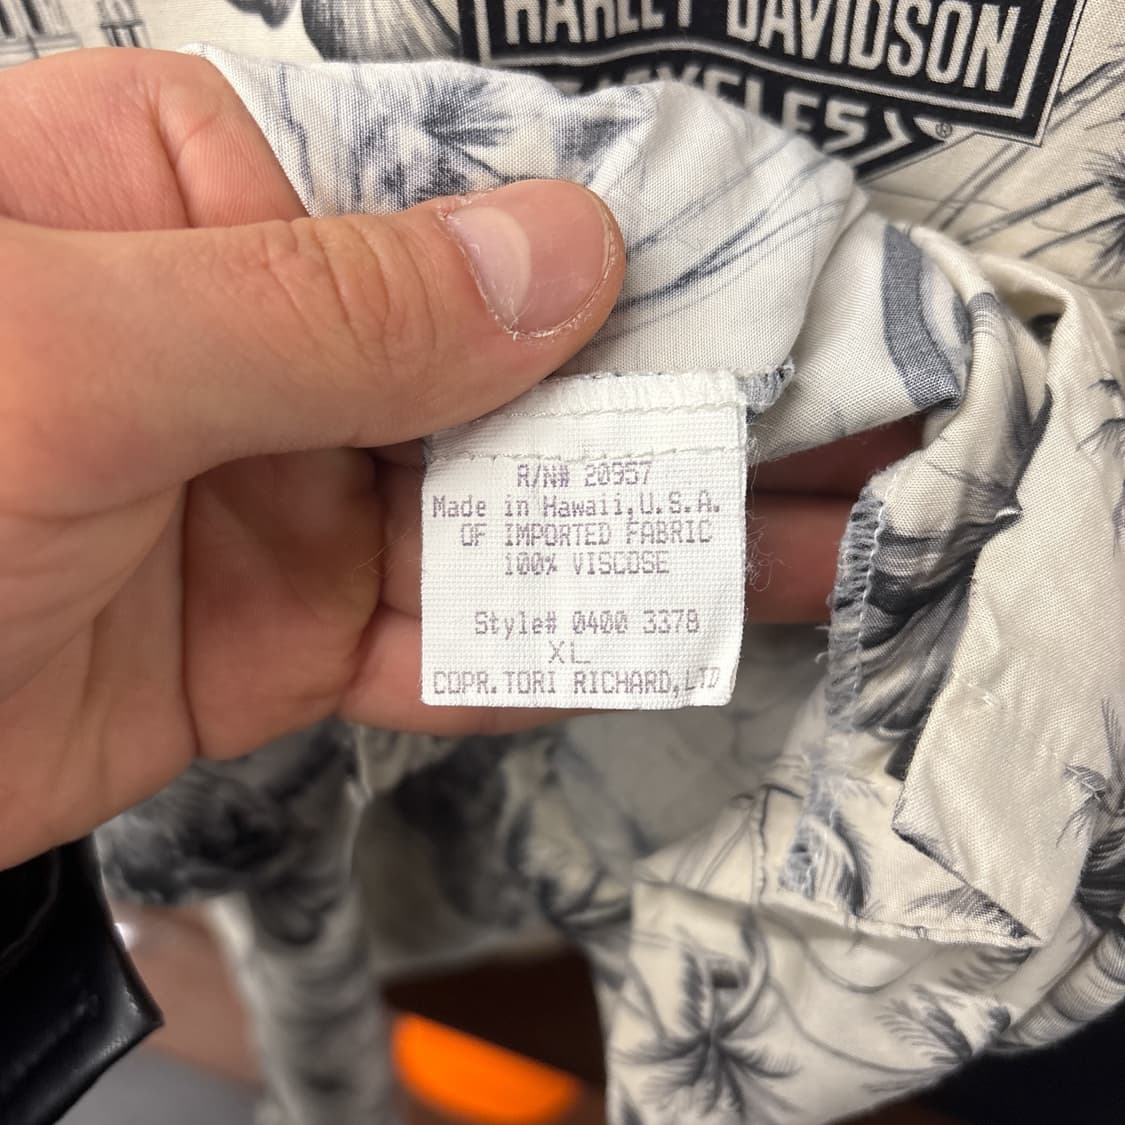 HARLEY-DAVIDSON
R/N# 20957
Made in Hawaii,U.S.A.
OF IMPORTED FABRIC
100% VISCOSE
Style# 0400 3378
XL
COPR.TORI RICHARD,LTD